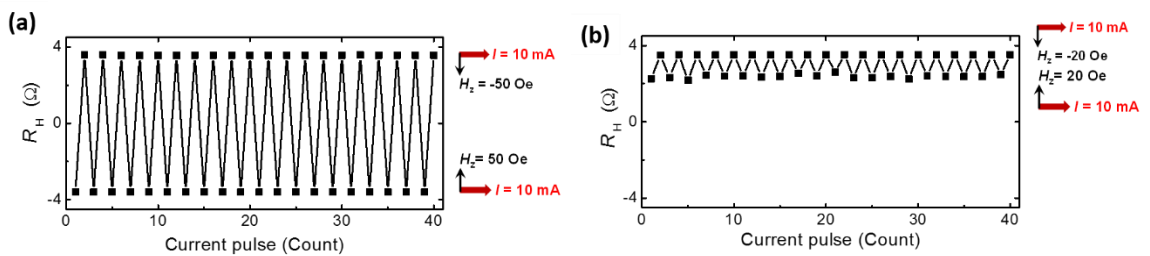 (a)
4
0
-4
R_H (Ω)
0 10 20 30 40
Current pulse (Count)
I = 10 mA
H_z = -50 Oe
H_z= 50 Oe
I = 10 mA
(b)
4
0
-4
R_H (Ω)
0 10 20 30 40
Current pulse (Count)
I = 10 mA
H_z = -20 Oe
H_z= 20 Oe
I = 10 mA